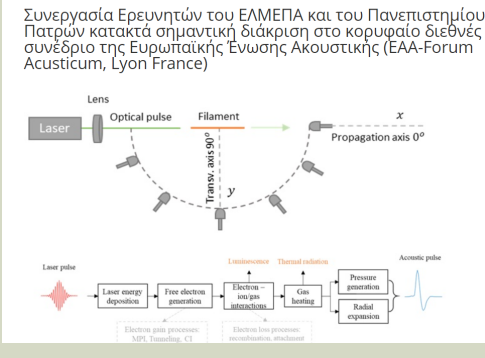 Συνεργασία Ερευνητών του ΕΛΜΕΠΑ και του Πανεπιστημίου
Πατρών κατακτά σημαντική διάκριση στο κορυφαίο διεθνές
συνέδριο της Ευρωπαϊκής Ένωσης Ακουστικής (EAA-Forum
Acusticum, Lyon France)
Lens
Laser
Optical pulse
Filament
x
Propagation axis 0°
Transv. axis 90°
y
Luminescence
Thermal radiation
Acoustic pulse
Laser pulse
Laser energy
deposition
Free electron
generation
Electron –
ion/gas
interactions
Gas
heating
Pressure
generation
Radial
expansion
Electron gain processes:
MPI, Tunneling, CI
Electron loss processes:
recombination, attachment